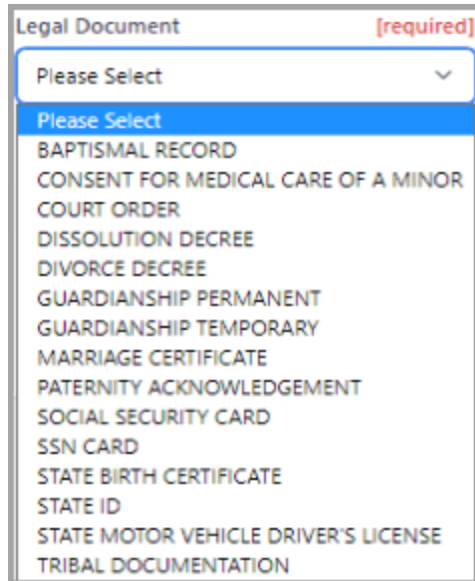 Legal Document [required]
Please Select
Please Select
BAPTISMAL RECORD
CONSENT FOR MEDICAL CARE OF A MINOR
COURT ORDER
DISSOLUTION DECREE
DIVORCE DECREE
GUARDIANSHIP PERMANENT
GUARDIANSHIP TEMPORARY
MARRIAGE CERTIFICATE
PATERNITY ACKNOWLEDGEMENT
SOCIAL SECURITY CARD
SSN CARD
STATE BIRTH CERTIFICATE
STATE ID
STATE MOTOR VEHICLE DRIVER'S LICENSE
TRIBAL DOCUMENTATION